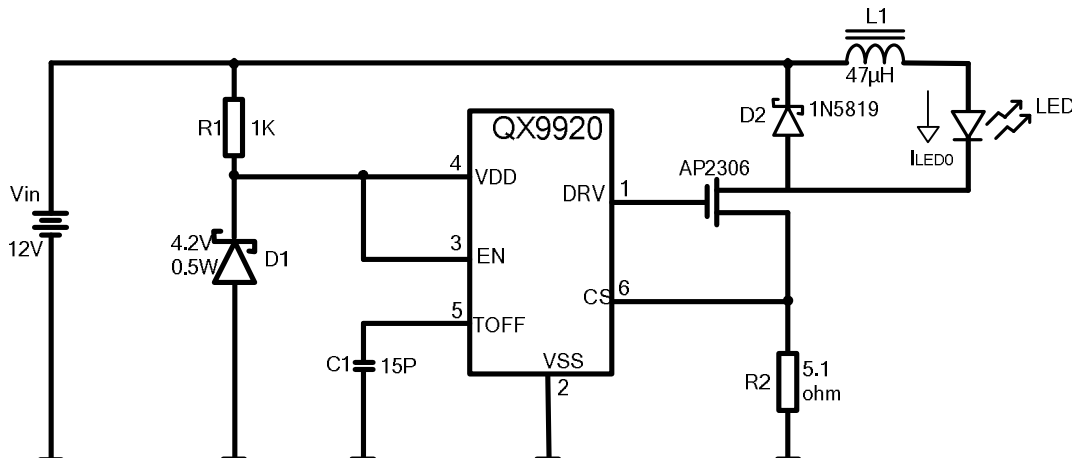 L1
47µH
R1
1K
QX9920
D2
1N5819
LED
ILED0
4
VDD
AP2306
DRV
1
Vin
12V
4.2V
0.5W
D1
3
EN
CS
6
5
TOFF
C1
15P
VSS
2
R2
5.1
ohm